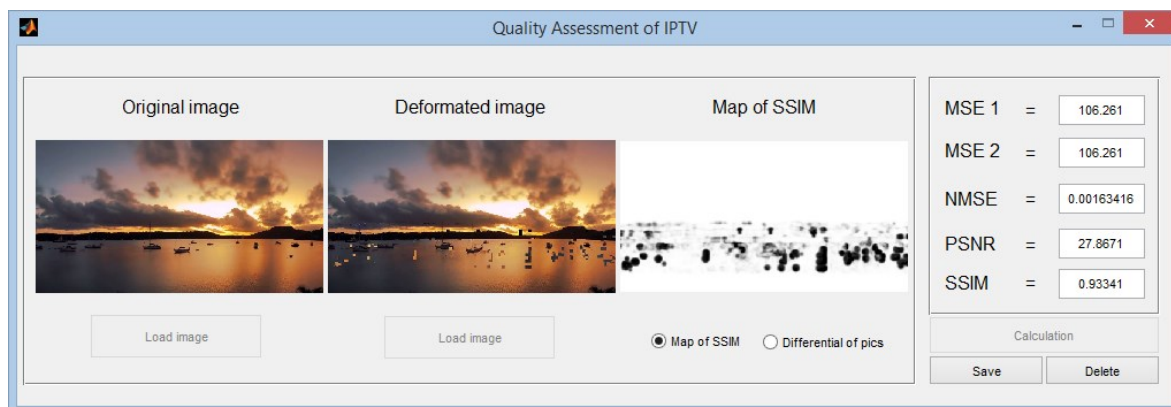 Quality Assessment of IPTV
Original image
Deformated image
Map of SSIM
Load image
Load image
Map of SSIM
Differential of pics
MSE 1 = 106.261
MSE 2 = 106.261
NMSE = 0.00163416
PSNR = 27.8671
SSIM = 0.93341
Calculation
Save
Delete